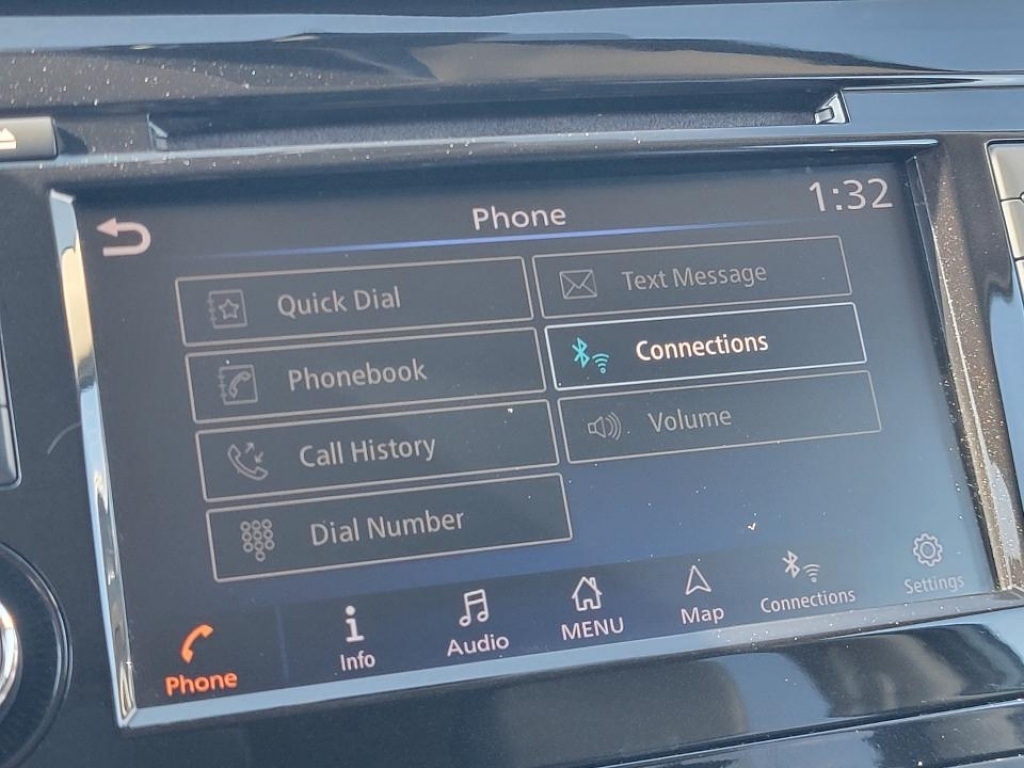 Phone
1:32
Quick Dial
Text Message
Phonebook
Connections
Call History
Volume
Dial Number
Phone
Info
Audio
MENU
Map
Connections
Settings